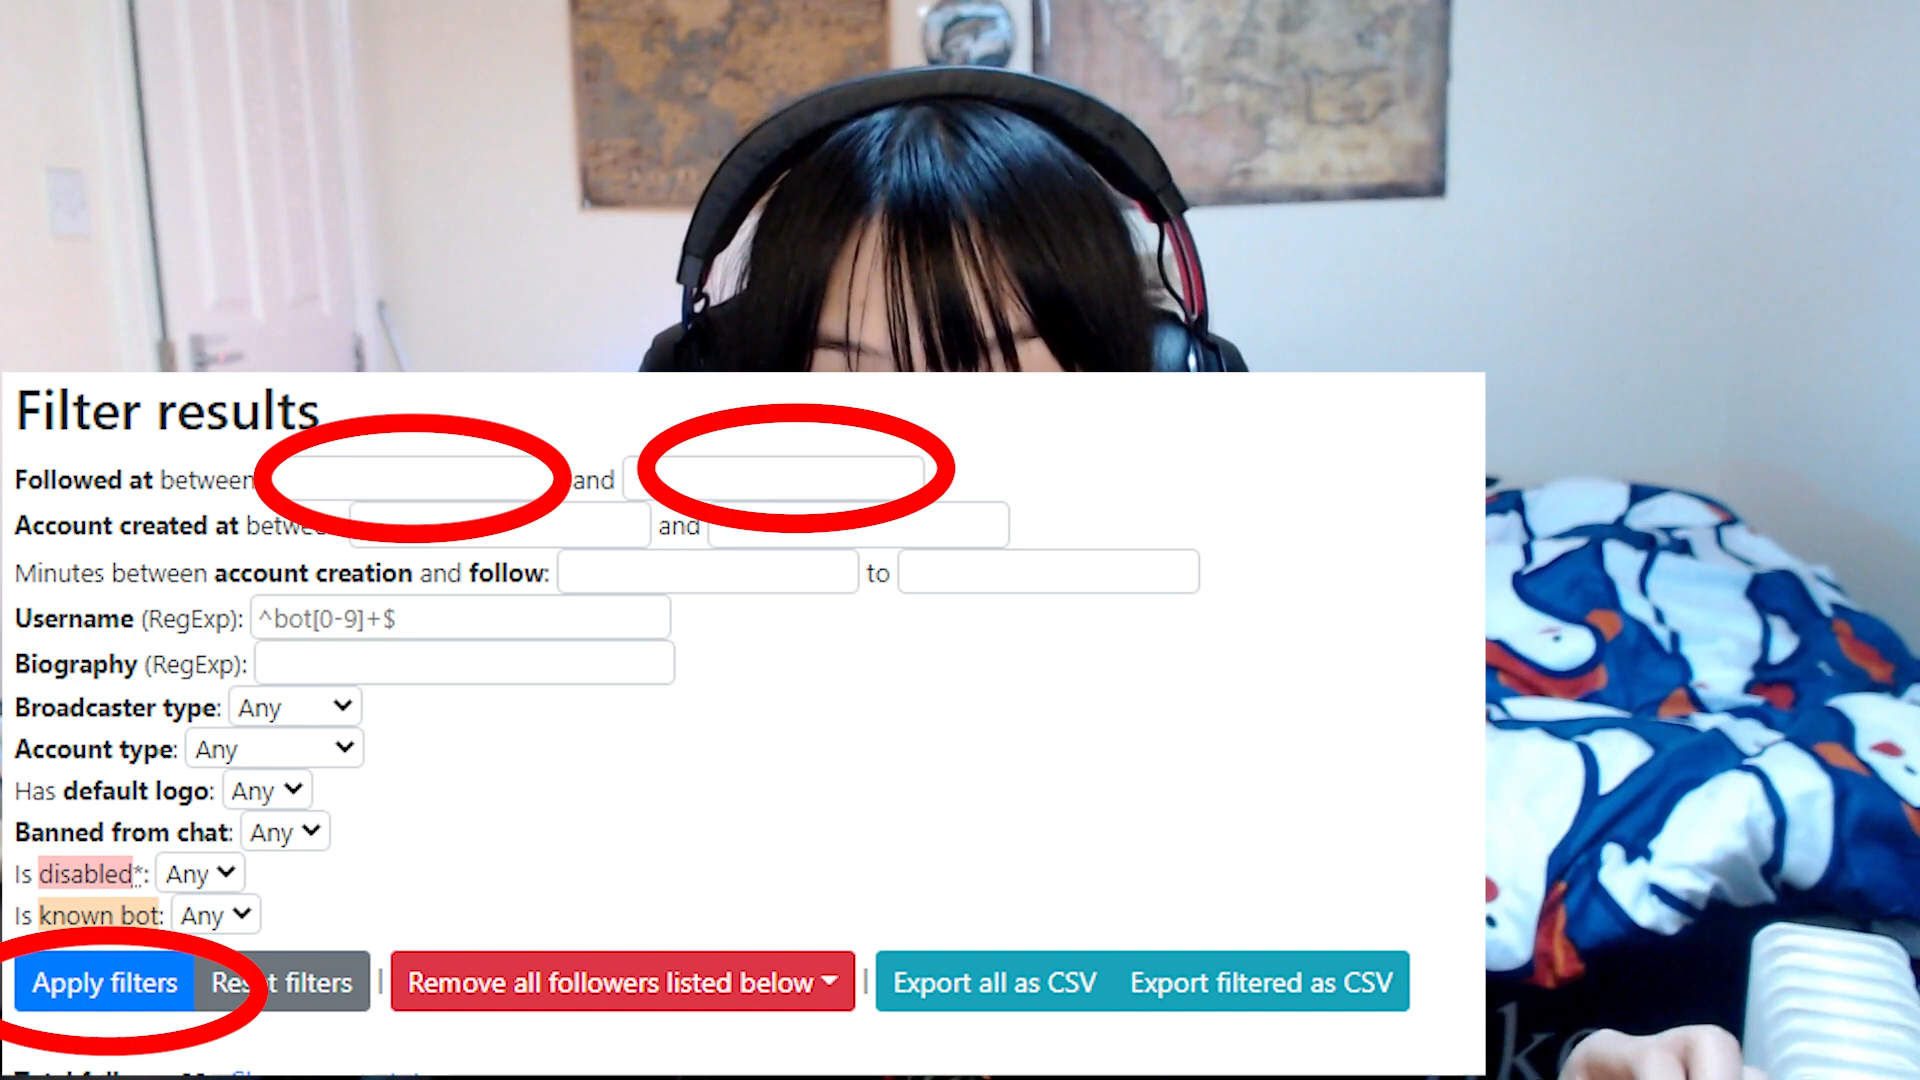 Filter results
Followed at between and
Account created at betwe and
Minutes between account creation and follow: to
Username (RegExp): ^bot[0-9]+$
Biography (RegExp):
Broadcaster type: Any
Account type: Any
Has default logo: Any
Banned from chat: Any
Is disabled*: Any
Is known bot: Any
Apply filters Reset filters | Remove all followers listed below | Export all as CSV Export filtered as CSV